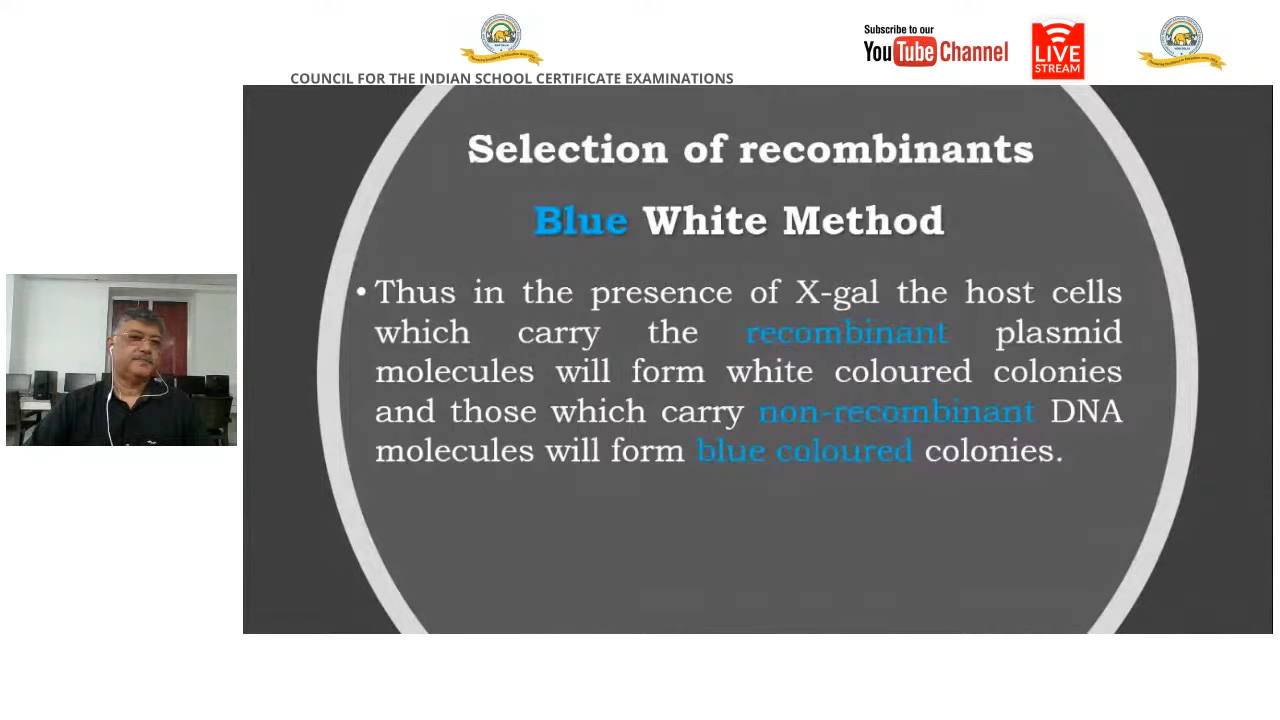 Subscribe to our
YouTube Channel
LIVE
STREAM
COUNCIL FOR THE INDIAN SCHOOL CERTIFICATE EXAMINATIONS
Selection of recombinants
Blue White Method
• Thus in the presence of X-gal the host cells
which carry the recombinant plasmid
molecules will form white coloured colonies
and those which carry non-recombinant DNA
molecules will form blue coloured colonies.